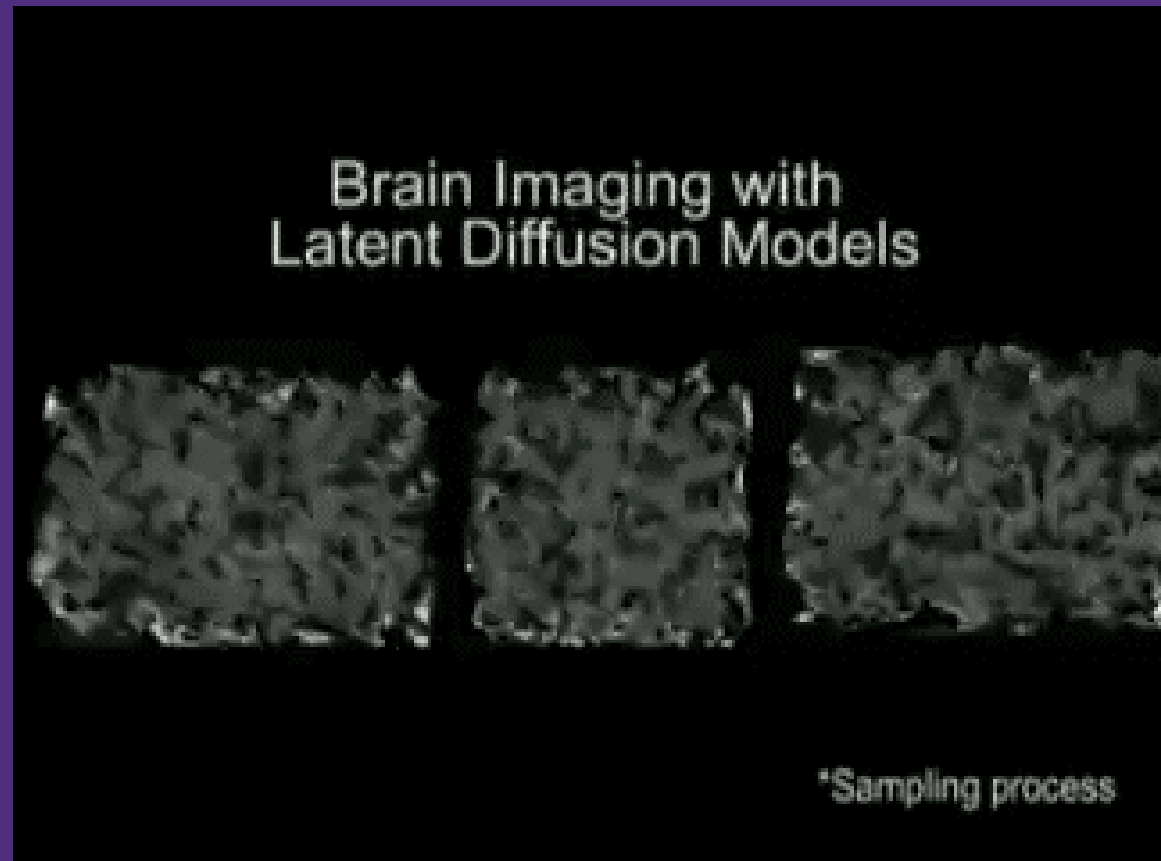 Brain Imaging with
Latent Diffusion Models
*Sampling process